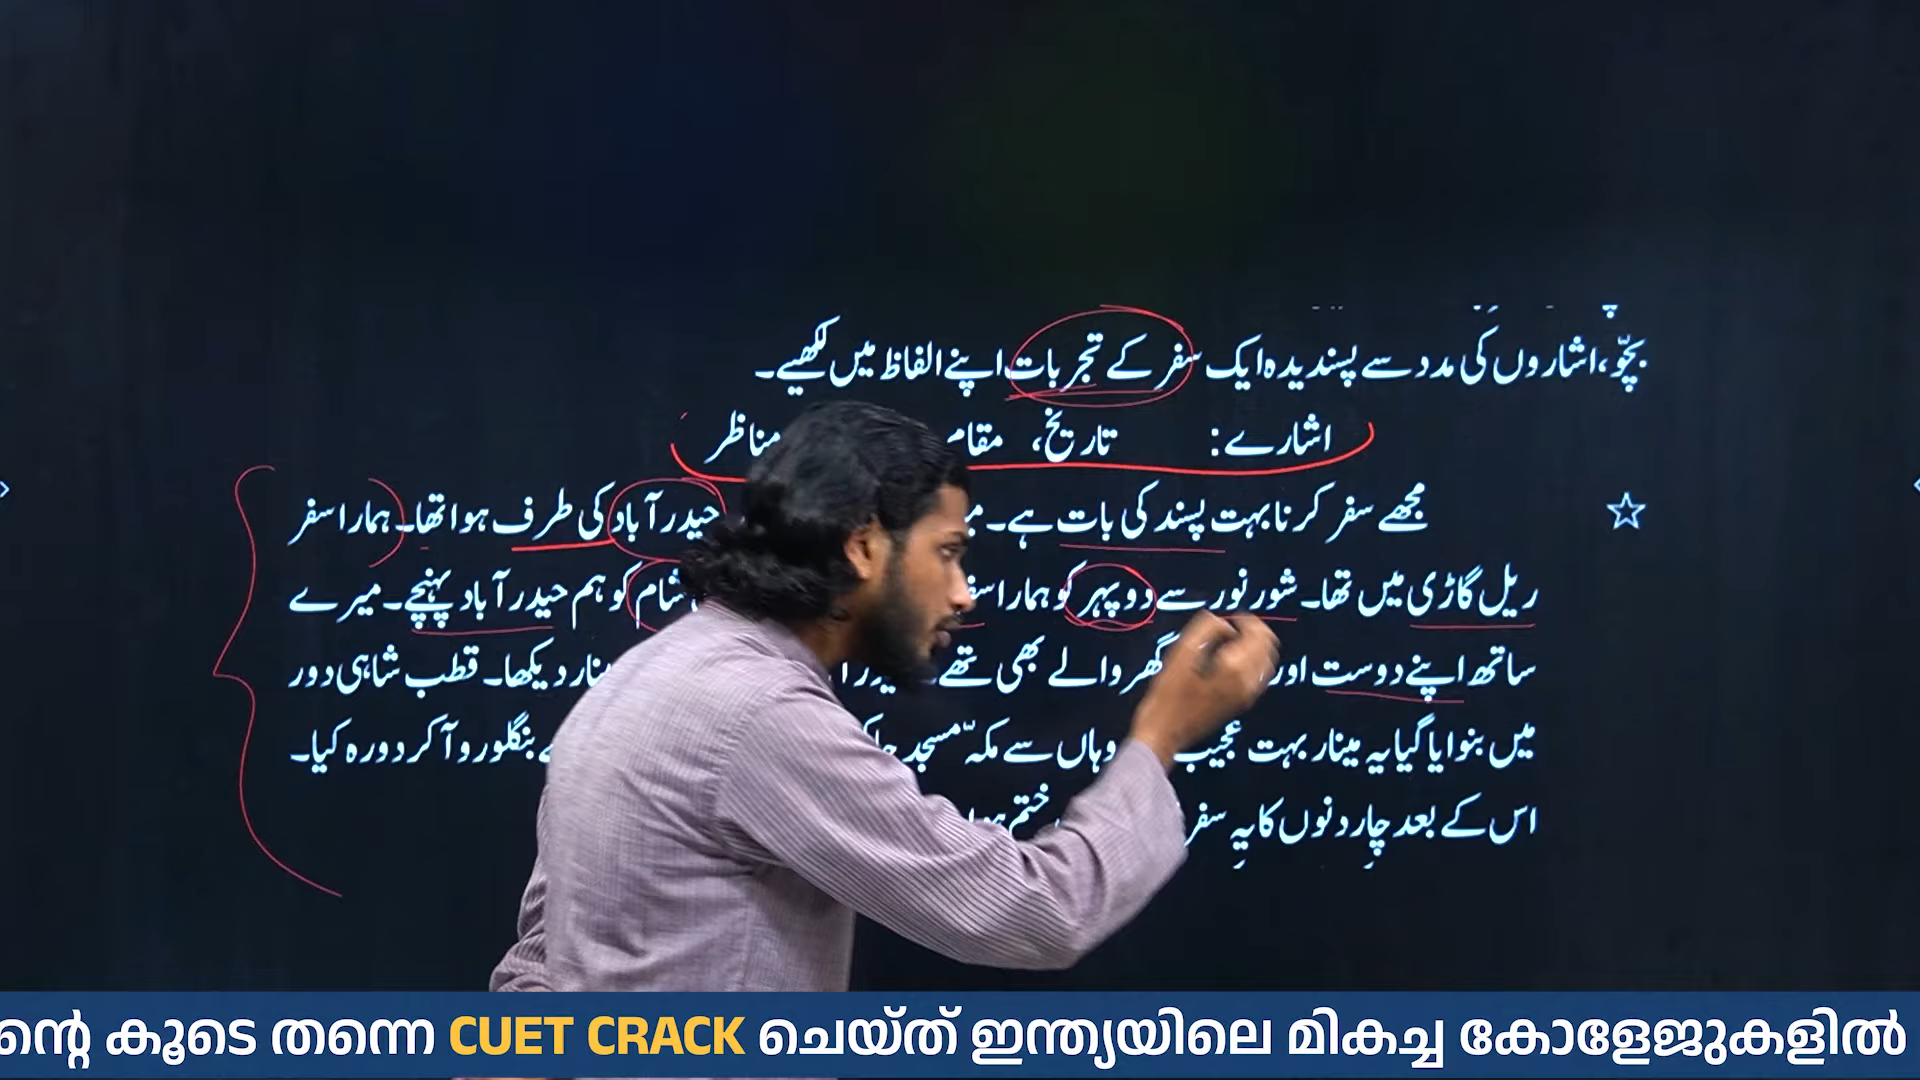 بچّو، اشاروں کی مدد سے پسندیدہ ایک سفر کے تجربات اپنے الفاظ میں لکھیے۔
اشارے: تاریخ، مقام مناظر
مجھے سفر کرنا بہت پسند کی بات ہے۔ حیدرآباد کی طرف ہوا تھا۔ ہمارا سفر
ریل گاڑی میں تھا۔ شورنور سے دوپہر کو ہمارا شام کو ہم حیدرآباد پہنچے۔ میرے
ساتھ اپنے دوست اور گھر والے بھی تھے۔ دیکھا۔ قطب شاہی دور
میں بنوایا گیا یہ مینار بہت عجیب وہاں سے مکہّ مسجد بنگلورو آکر دورہ کیا۔
اس کے بعد چار دنوں کا یہ سفر ختم
ന്റെ കൂടെ തന്നെ CUET CRACK ചെയ്ത് ഇന്ത്യയിലെ മികച്ച കോളേജുകളിൽ